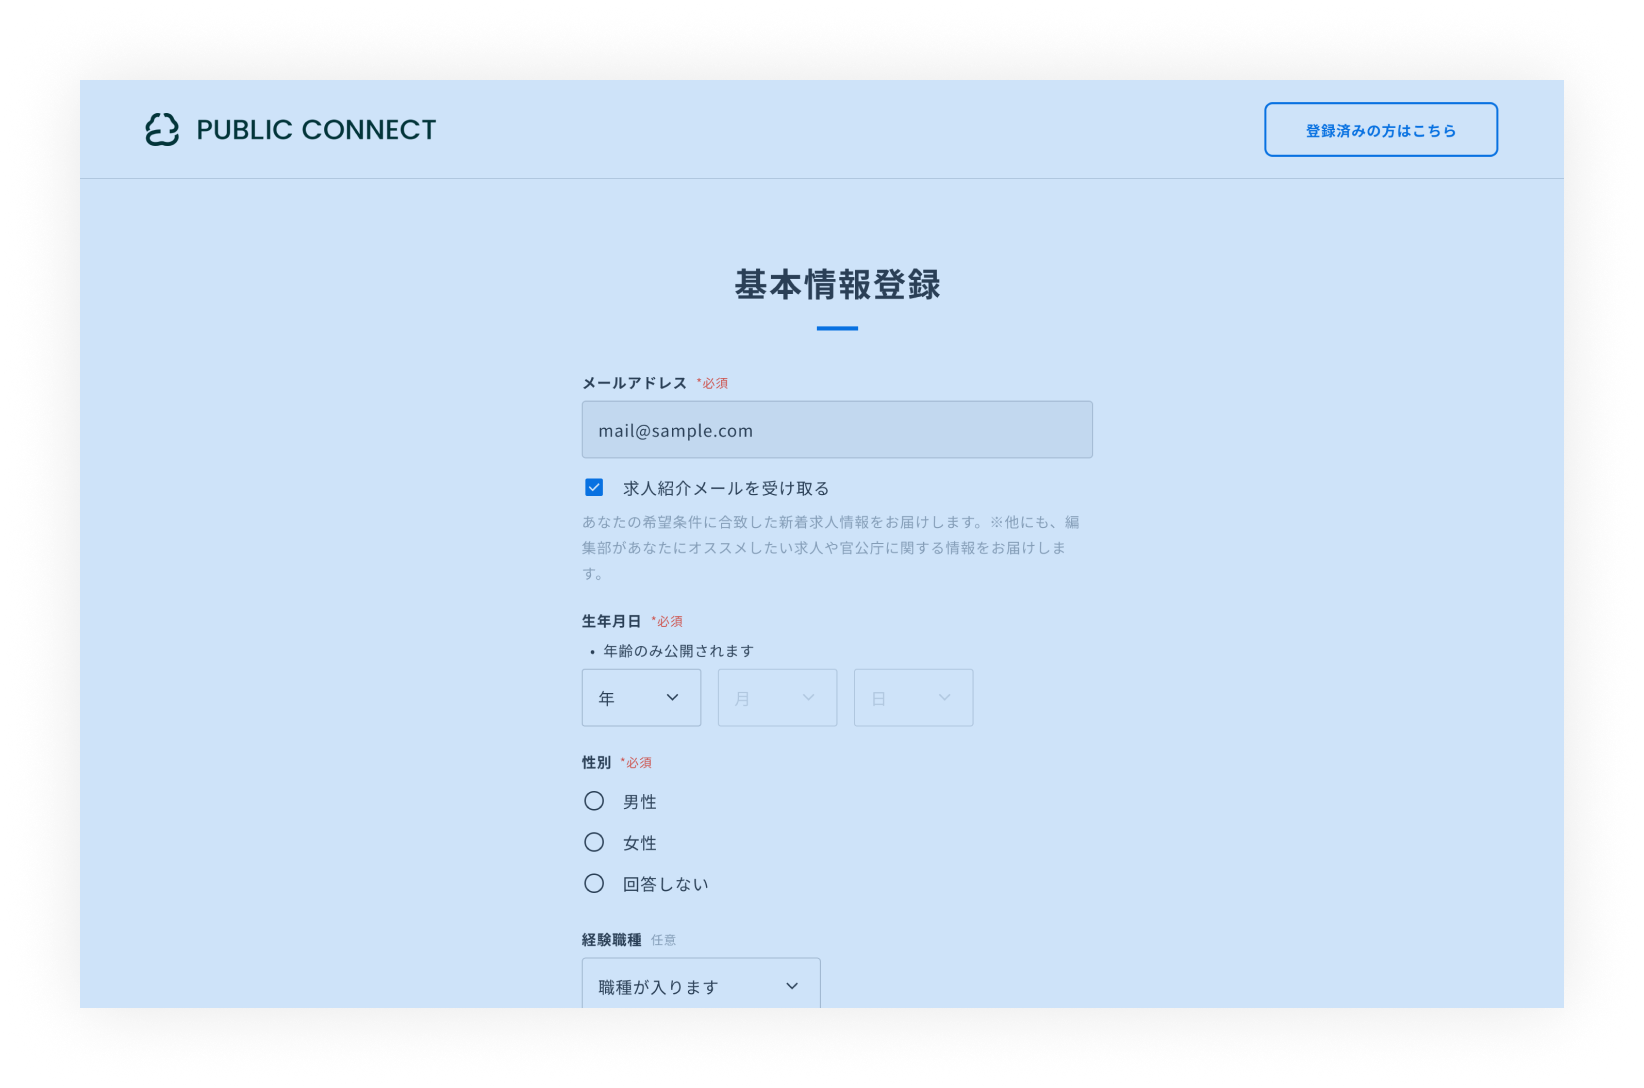 PUBLIC CONNECT
登録済みの方はこちら
基本情報登録
メールアドレス *必須
mail@sample.com
求人紹介メールを受け取る
あなたの希望条件に合致した新着求人情報をお届けします。※他にも、編
集部があなたにオススメしたい求人や官公庁に関する情報をお届けしま
す。
生年月日 *必須
• 年齢のみ公開されます
年 月 日
性別 *必須
男性
女性
回答しない
経験職種 任意
職種が入ります